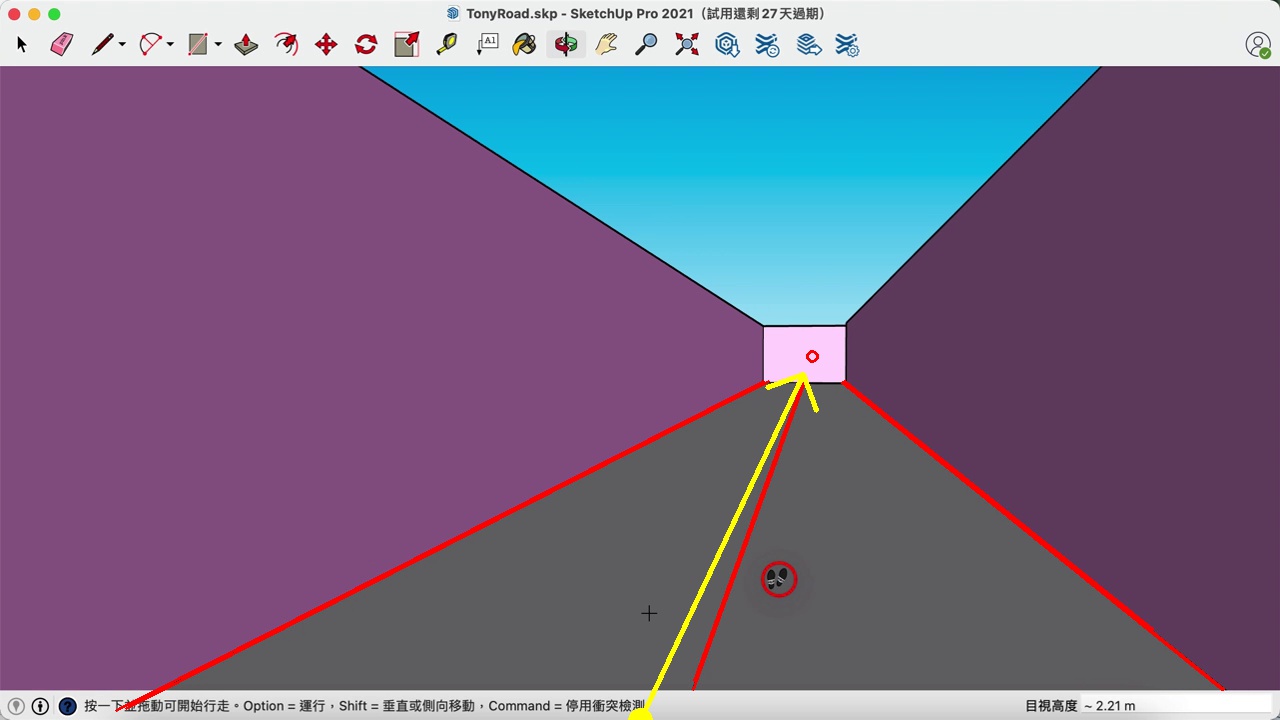 TonyRoad.skp - SketchUp Pro 2021 (試用還剩 27 天過期)
A1
按一下並拖動可開始行走。Option = 運行,Shift = 垂直或側向移動,Command = 停用衝突檢測
目視高度 ~ 2.21 m